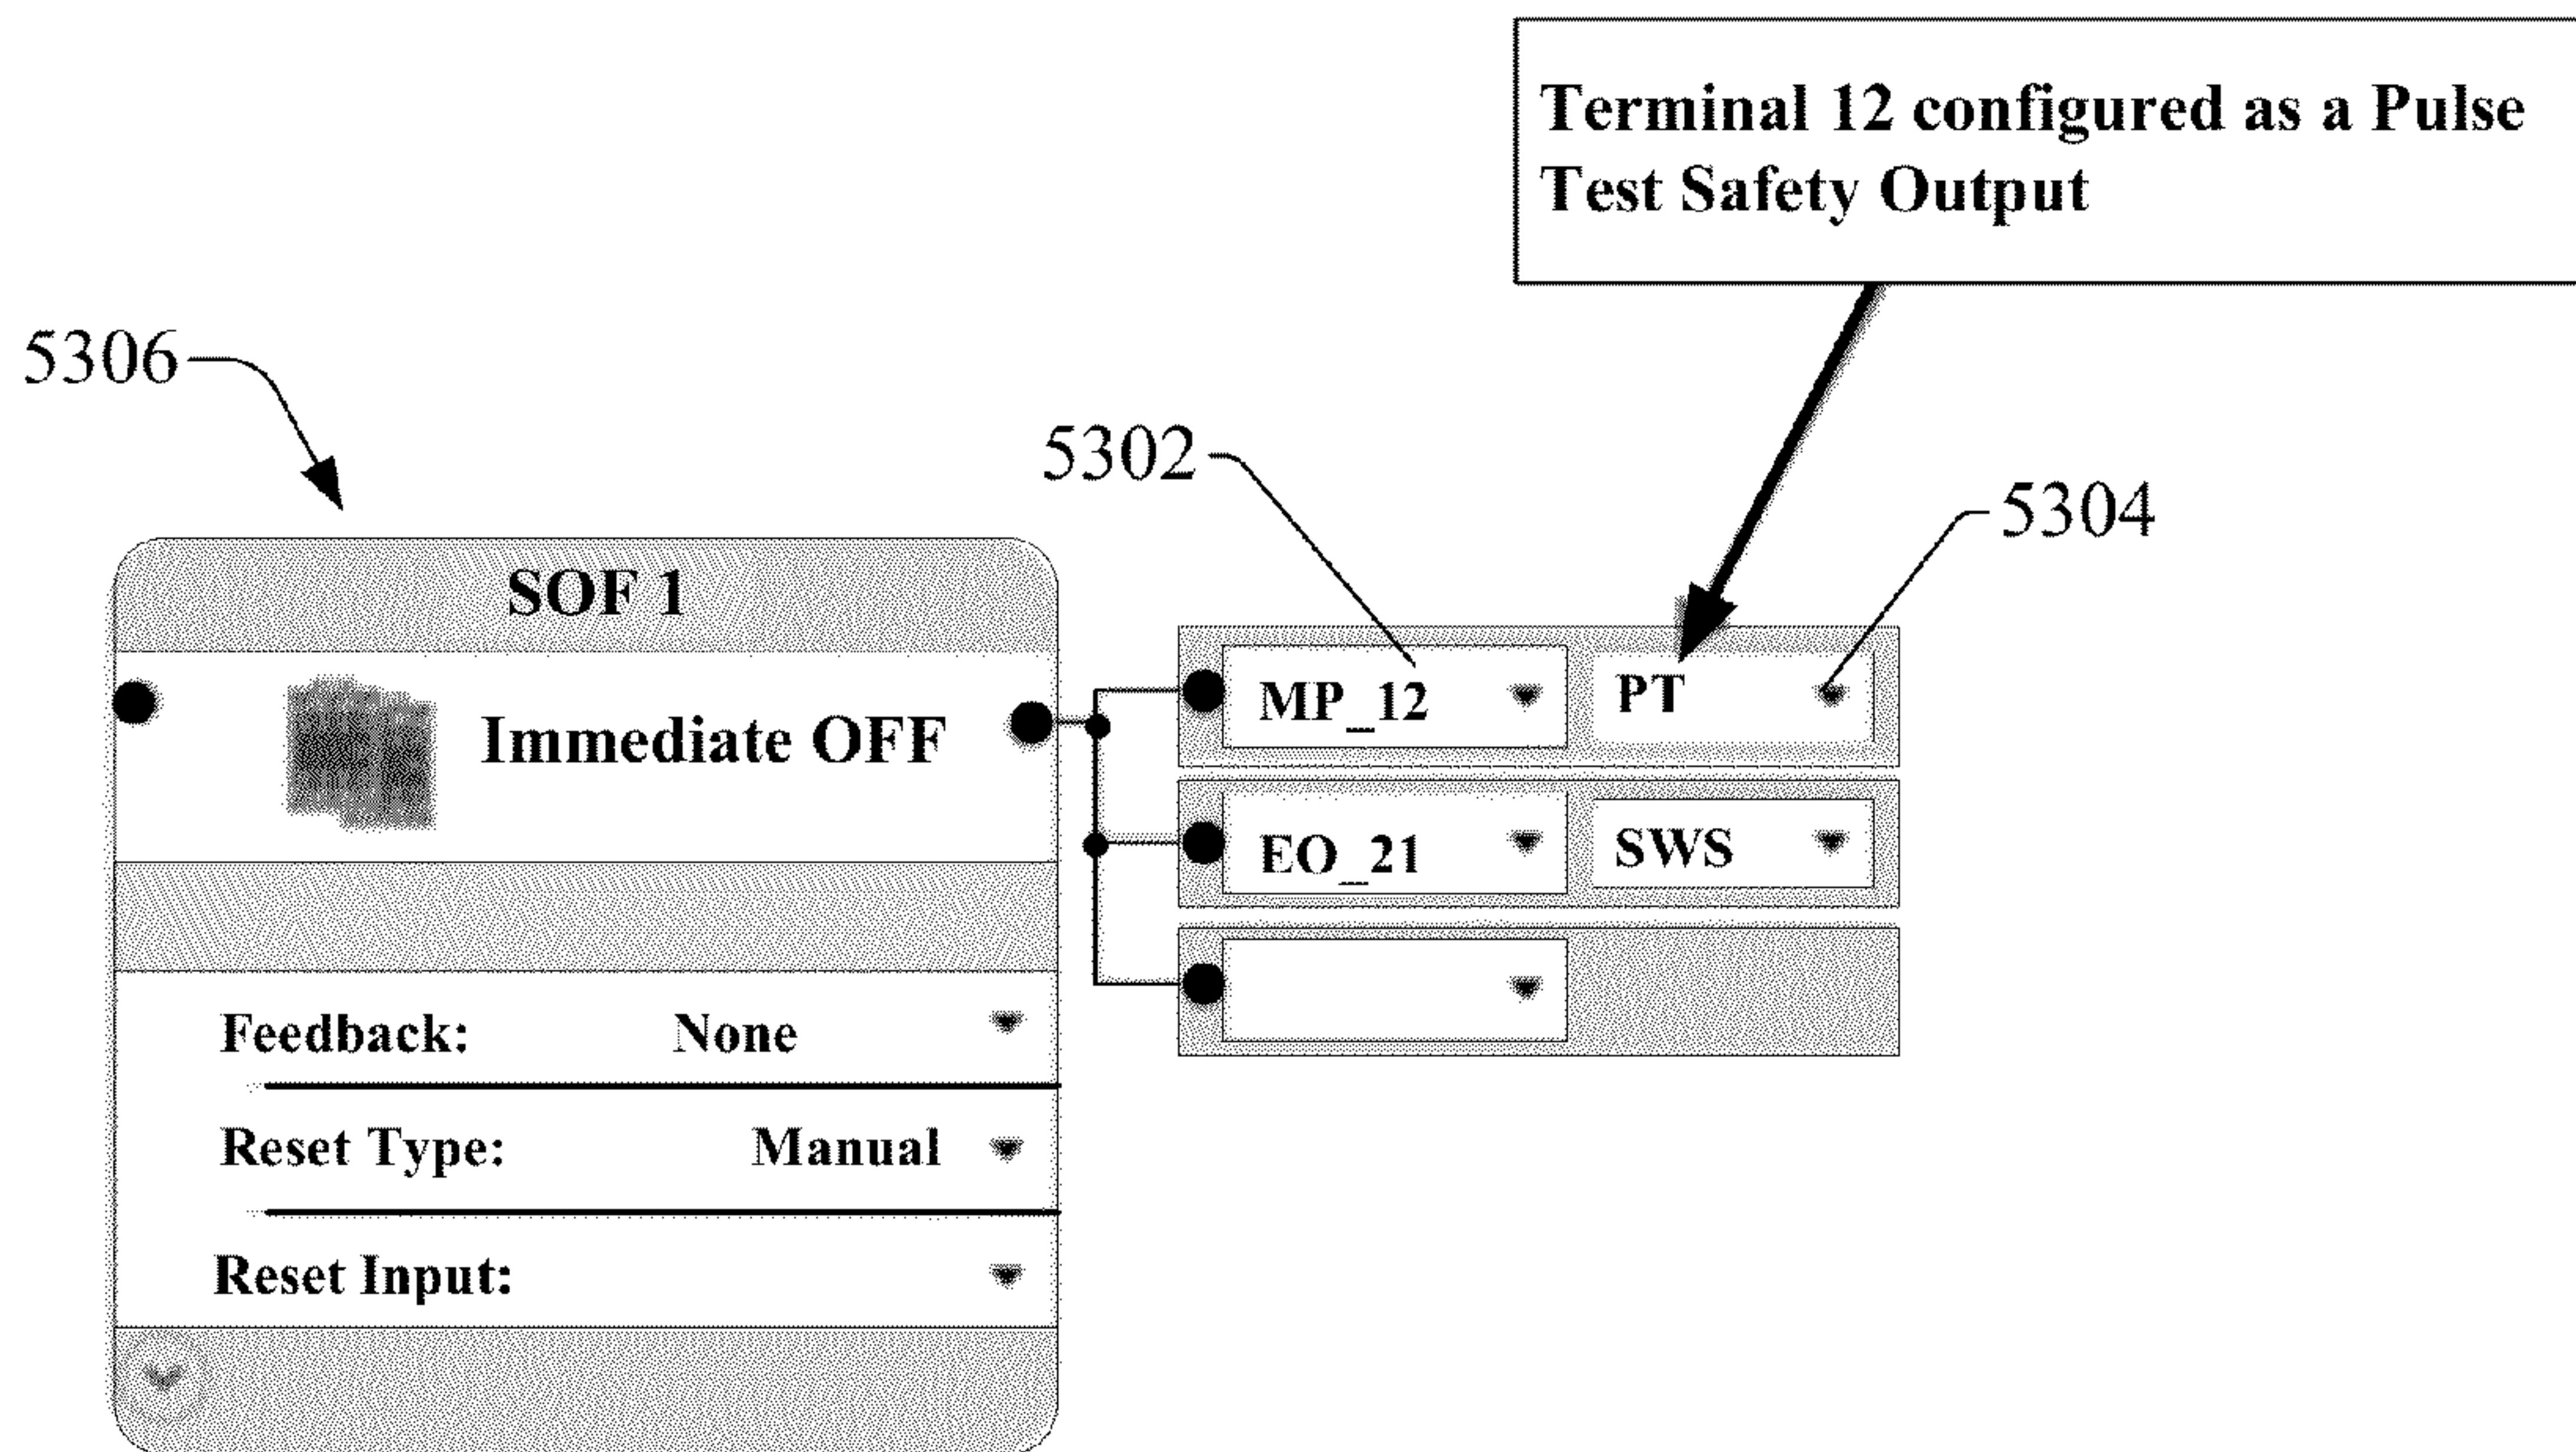 Terminal 12 configured as a Pulse
Test Safety Output
5306
5302
5304
SOF 1
Immediate OFF
MP_12 PT
EO_21 SWS
Feedback: None
Reset Type: Manual
Reset Input: